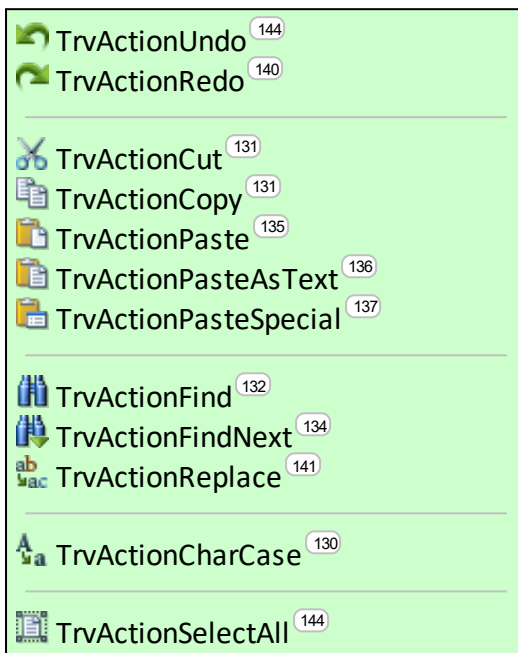 TrvActionUndo 144
TrvActionRedo 140
TrvActionCut 131
TrvActionCopy 131
TrvActionPaste 135
TrvActionPasteAsText 136
TrvActionPasteSpecial 137
TrvActionFind 132
TrvActionFindNext 134
TrvActionReplace 141
TrvActionCharCase 130
TrvActionSelectAll 144